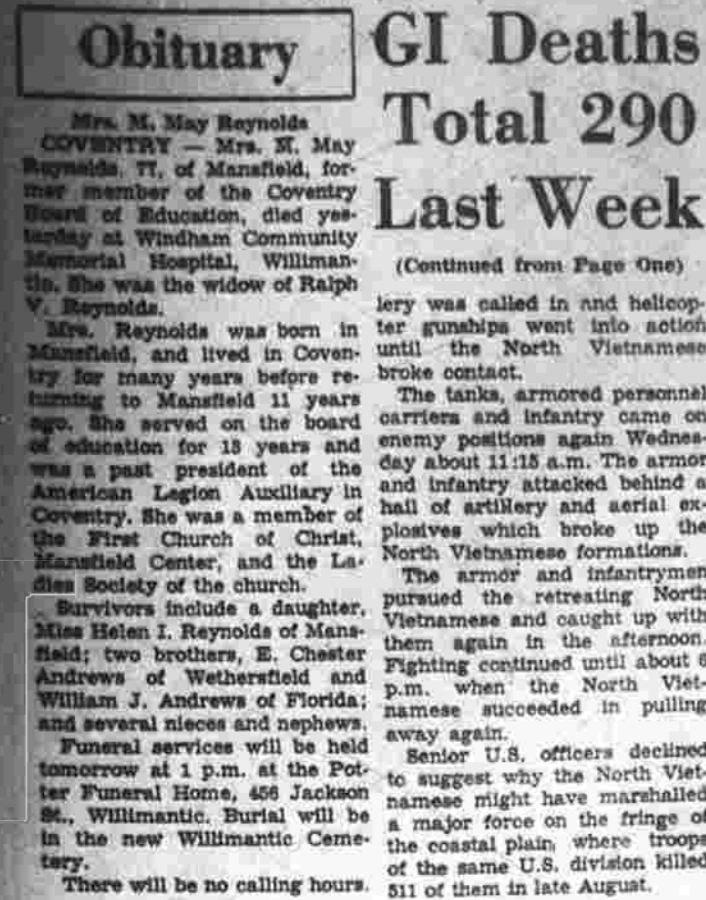 Obituary
Mrs. M. May Reynolds
COVENTRY — Mrs. M. May
Reynolds, 77, of Mansfield, for-
mer member of the Coventry
Board of Education, died yes-
terday at Windham Community
Memorial Hospital, Williman-
tic. She was the widow of Ralph
V. Reynolds.
Mrs. Reynolds was born in
Mansfield, and lived in Coven-
try for many years before re-
turning to Mansfield 11 years
ago. She served on the board
of education for 15 years and
was a past president of the
American Legion Auxiliary in
Coventry. She was a member of
the First Church of Christ,
Mansfield Center, and the La-
dies Society of the church.
Survivors include a daughter,
Miss Helen I. Reynolds of Mans-
field; two brothers, E. Chester
Andrews of Wethersfield and
William J. Andrews of Florida;
and several nieces and nephews.
Funeral services will be held
tomorrow at 1 p.m. at the Pot-
ter Funeral Home, 456 Jackson
St., Willimantic. Burial will be
in the new Willimantic Ceme-
tery.
There will be no calling hours.
GI Deaths
Total 290
Last Week
(Continued from Page One)
lery was called in and helicop-
ter gunships went into action
until the North Vietnamese
broke contact.
The tanks, armored personnel
carriers and infantry came on
enemy positions again Wednes-
day about 11:15 a.m. The armor
and infantry attacked behind a
hail of artillery and aerial ex-
plosives which broke up the
North Vietnamese formations.
The armor and infantrymen
pursued the retreating North
Vietnamese and caught up with
them again in the afternoon.
Fighting continued until about 6
p.m. when the North Viet-
namese succeeded in pulling
away again.
Senior U.S. officers declined
to suggest why the North Viet-
namese might have marshalled
a major force on the fringe of
the coastal plain, where troops
of the same U.S. division killed
511 of them in late August.